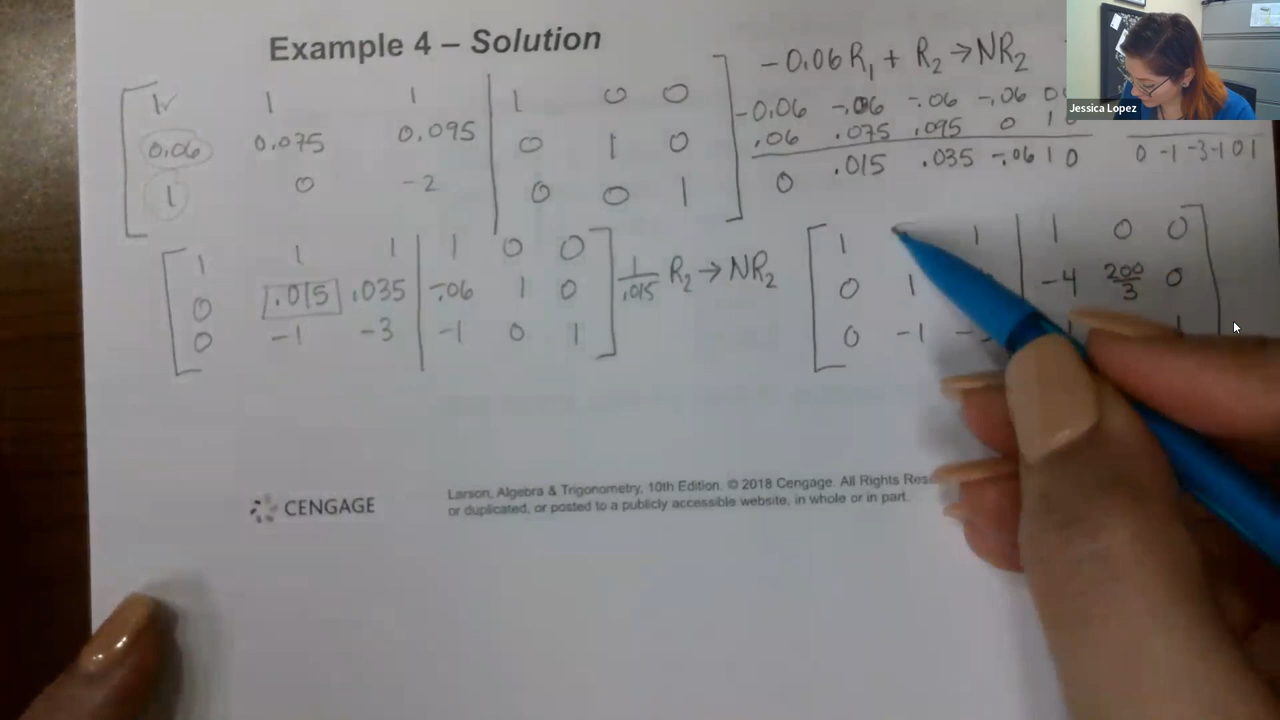 Example 4 – Solution
1 1 1 | 1 0 0
0.06 0.075 0.095 | 0 1 0
1 0 -2 | 0 0 1
-0.06 R₁ + R₂ → NR₂
-0.06 -.06 -.06 -.06 0
.06 .075 .095 0 1 0
0 .015 .035 -.06 1 0
0 -1 -3 -1 0 1
Jessica Lopez
1 1 1 | 1 0 0
0 .015 .035 | -.06 1 0
0 -1 -3 | -1 0 1
1/.015 R₂ → NR₂
1 1 | 1 0 0
0 1 | -4 200/3 0
0 -1 | 1
CENGAGE
Larson, Algebra & Trigonometry, 10th Edition. © 2018 Cengage. All Rights
or duplicated, or posted to a publicly accessible website, in whole or in part.